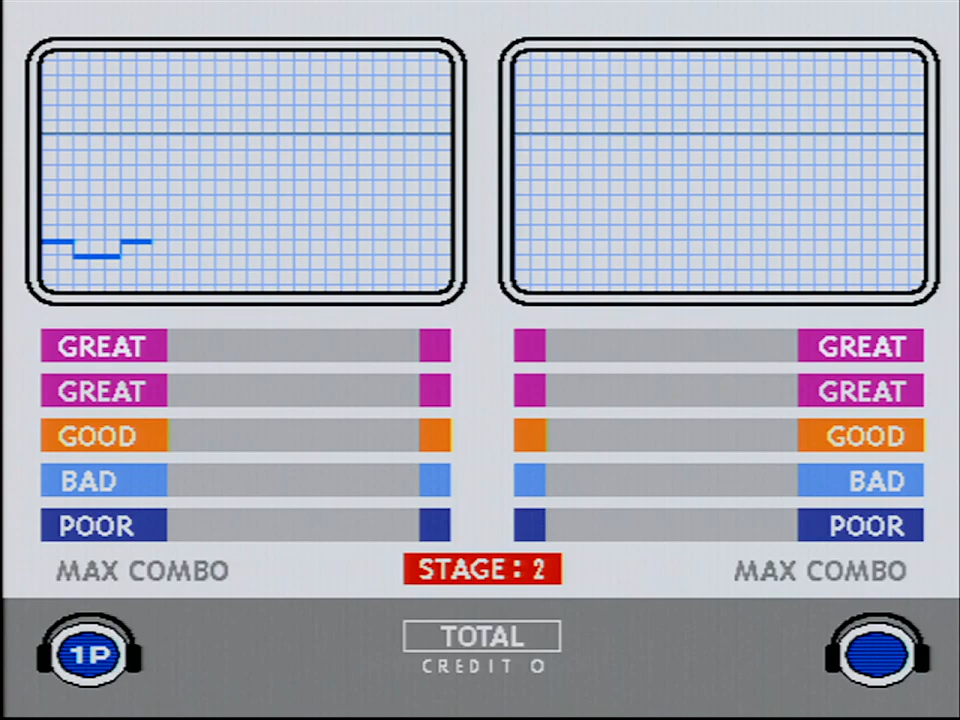 GREAT GREAT
GREAT GREAT
GOOD GOOD
BAD BAD
POOR POOR
MAX COMBO STAGE: 2 MAX COMBO
1P TOTAL
CREDIT 0